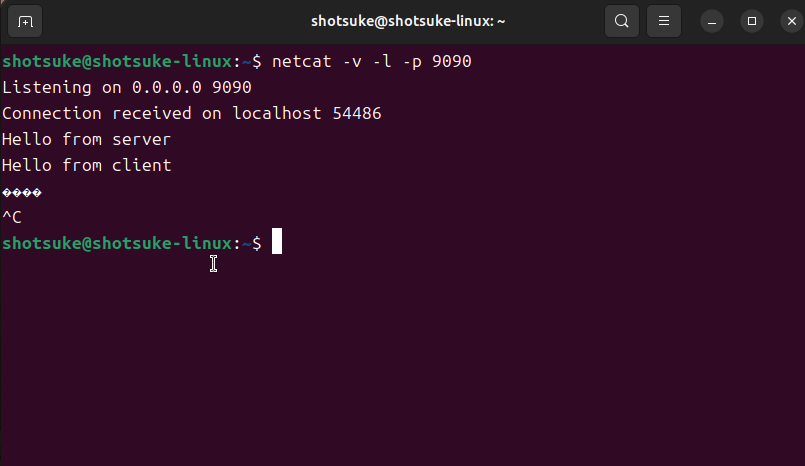 shotsuke@shotsuke-linux: ~
shotsuke@shotsuke-linux:~$ netcat -v -l -p 9090
Listening on 0.0.0.0 9090
Connection received on localhost 54486
Hello from server
Hello from client
����
^C
shotsuke@shotsuke-linux:~$